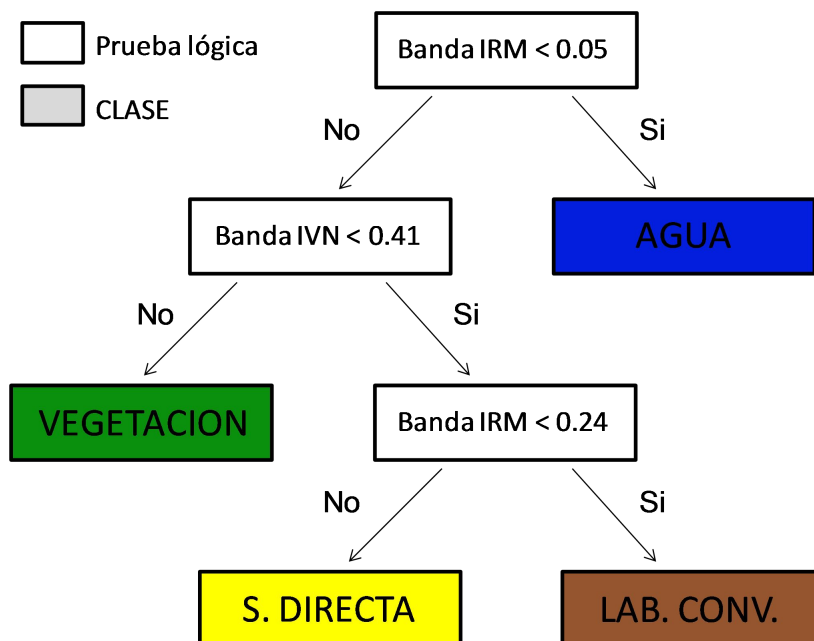 Prueba lógica
CLASE
Banda IRM < 0.05
No
Si
Banda IVN < 0.41
AGUA
No
Si
VEGETACION
Banda IRM < 0.24
No
Si
S. DIRECTA
LAB. CONV.